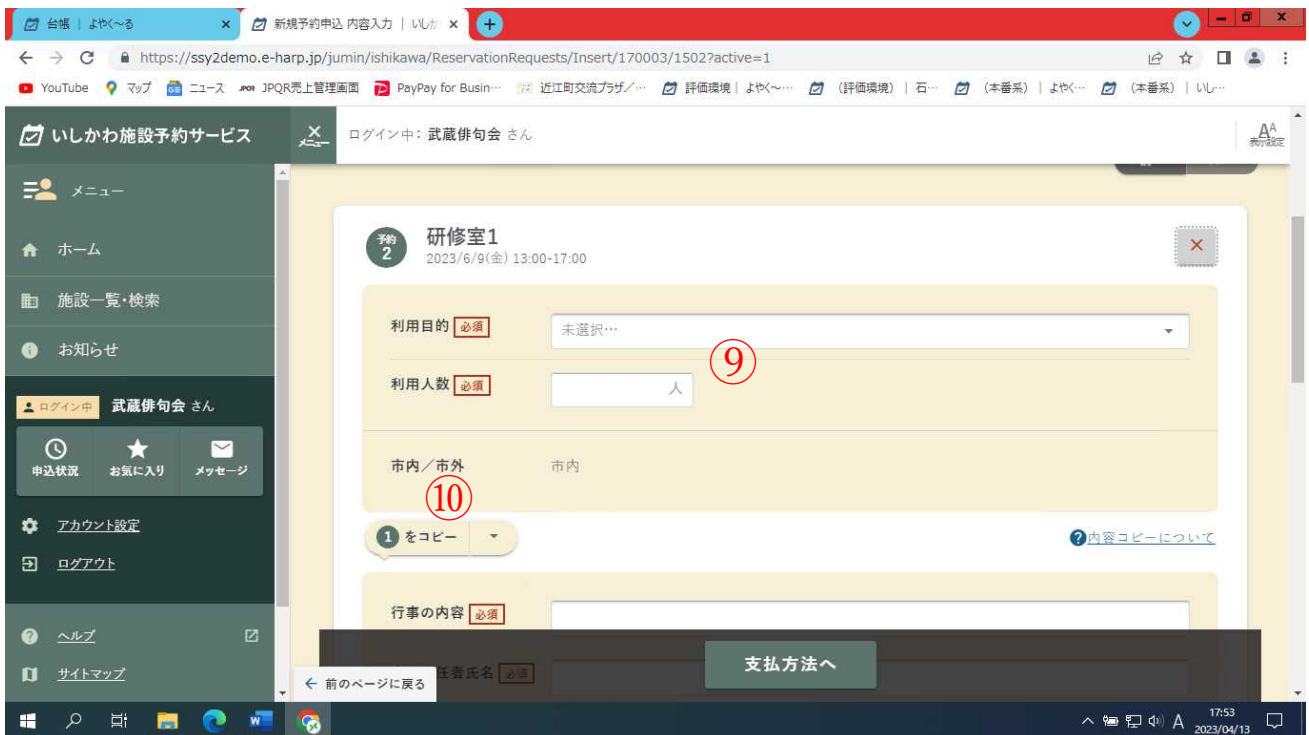 台帳 | よやく〜る
新規予約申込 内容入力 | いしか
https://ssy2demo.e-harp.jp/jumin/ishikawa/ReservationRequests/Insert/170003/1502?active=1
YouTube マップ ニュース JPQR売上管理画面 PayPay for Busin… 近江町交流プラザ／… 評価環境 | よやく〜… (評価環境) | 石… (本番系) | よやく… (本番系) | いし…
いしかわ施設予約サービス
メニュー
ログイン中: 武蔵俳句会 さん
表示設定
メニュー
ホーム
施設一覧・検索
お知らせ
ログイン中 武蔵俳句会 さん
申込状況 お気に入り メッセージ
アカウント設定
ログアウト
ヘルプ
サイトマップ
予約 2
研修室1
2023/6/9(金) 13:00-17:00
利用目的 必須 未選択…
⑨
利用人数 必須 人
市内／市外 市内
⑩
1 をコピー
内容コピーについて
行事の内容 必須
任者氏名 必須
支払方法へ
← 前のページに戻る
A 17:53
2023/04/13